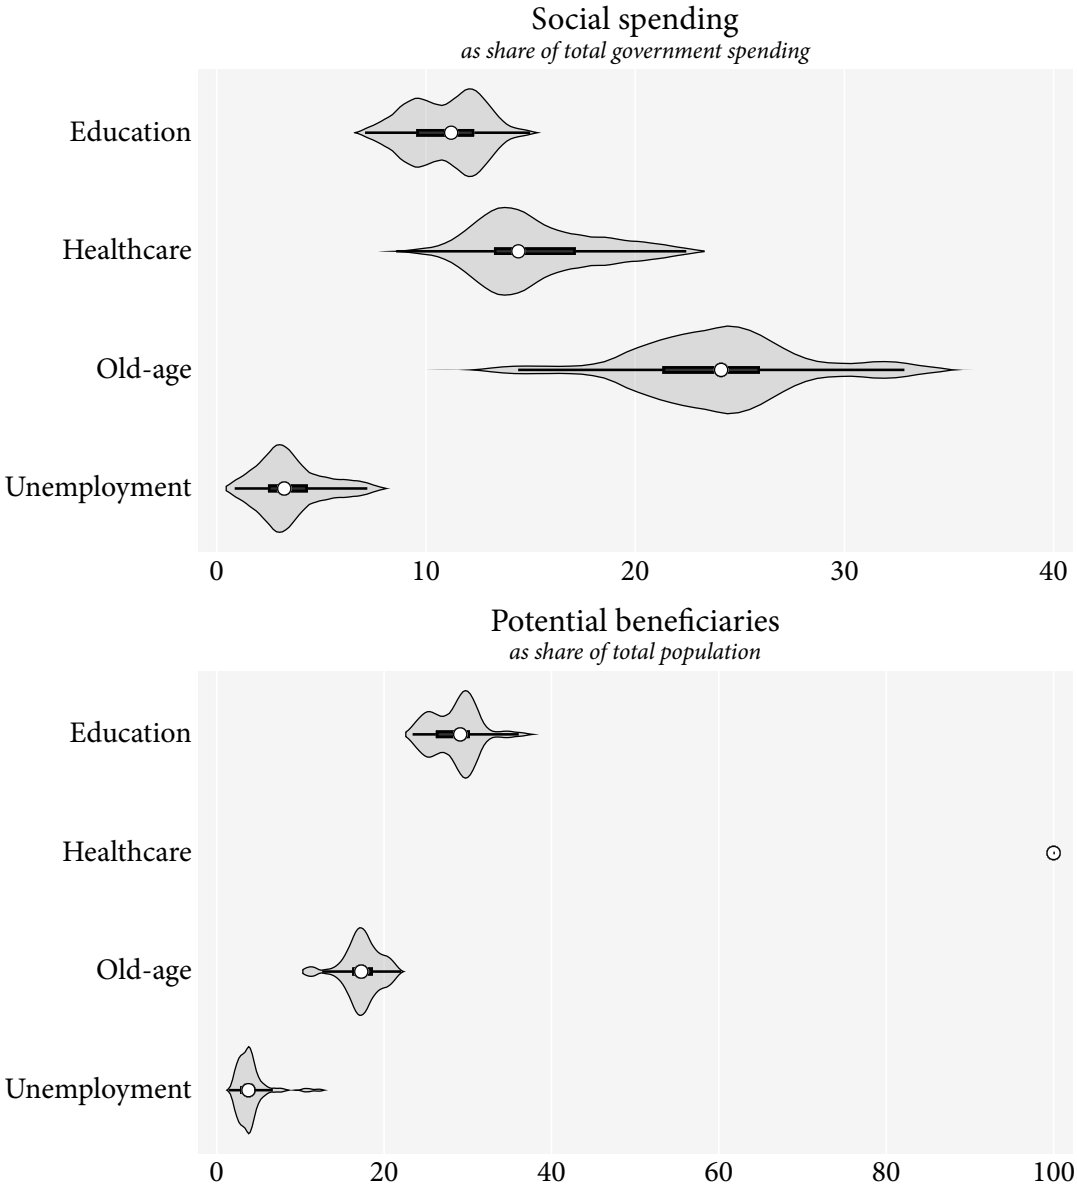 Social spending
as share of total government spending
Education
Healthcare
Old-age
Unemployment
0 10 20 30 40
Potential beneficiaries
as share of total population
Education
Healthcare
Old-age
Unemployment
0 20 40 60 80 100